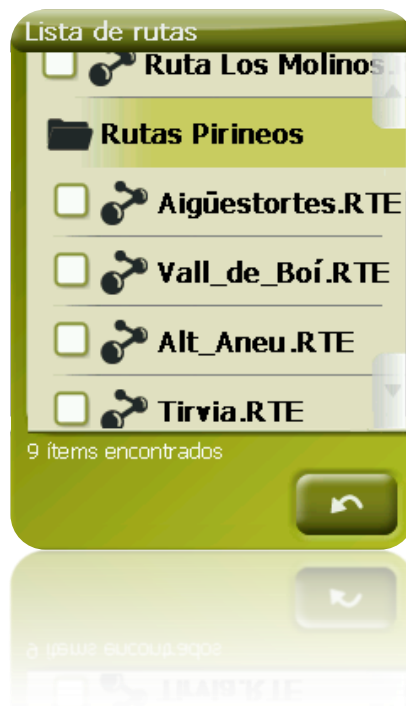 Lista de rutas
Ruta Los Molinos.
Rutas Pirineos
Aigüestortes.RTE
Vall_de_Boí.RTE
Alt_Aneu.RTE
Tirvia.RTE
9 ítems encontrados